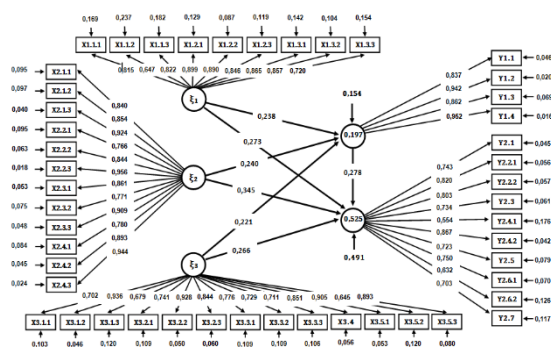 0,169 0,237 0,182 0,129 0,087 0,119 0,142 0,104 0,154
X1.1.1 X1.1.2 X1.1.3 X1.2.1 X1.2.2 X1.2.3 X1.3.1 X1.3.2 X1.3.3
0,815 0,647 0,822 0,899 0,890 0,846 0,865 0,857 0,720
ξ1
0,095 X2.1.1 0,840
0,097 X2.1.2 0,854
0,040 X2.1.3 0,924
0,095 X2.2.1 0,766
0,063 X2.2.2 0,844
0,018 X2.2.3 0,956
0,053 X2.3.1 0,861
0,075 X2.3.2 0,771
0,048 X2.3.3 0,909
0,084 X2.4.1 0,780
0,045 X2.4.2 0,893
0,024 X2.4.3 0,944
ξ2
0,238
0,273
0,240
0,345
0,221
0,266
0,154
0,197
0,278
0,525
0,491
0,837 Y1.1 0,046
0,942 Y1.2 0,020
0,862 Y1.3 0,069
0,952 Y1.4 0,016
0,743 Y2.1 0,045
0,820 Y2.2.1 0,056
0,803 Y2.2.2 0,057
0,734 Y2.3 0,061
0,554 Y2.4.1 0,176
0,867 Y2.4.2 0,042
0,723 Y2.5 0,079
0,750 Y2.6.1 0,070
0,832 Y2.6.2 0,126
0,703 Y2.7 0,117
ξ3
0,702 0,936 0,679 0,741 0,928 0,844 0,776 0,729 0,711 0,851 0,905 0,645 0,893
X3.1.1 X3.1.2 X3.1.3 X3.2.1 X3.2.2 X3.2.3 X3.3.1 X3.3.2 X3.3.3 X3.4 X3.5.1 X3.5.2 X3.5.3
0,103 0,046 0,120 0,109 0,050 0,060 0,109 0,109 0,106 0,056 0,053 0,120 0,080